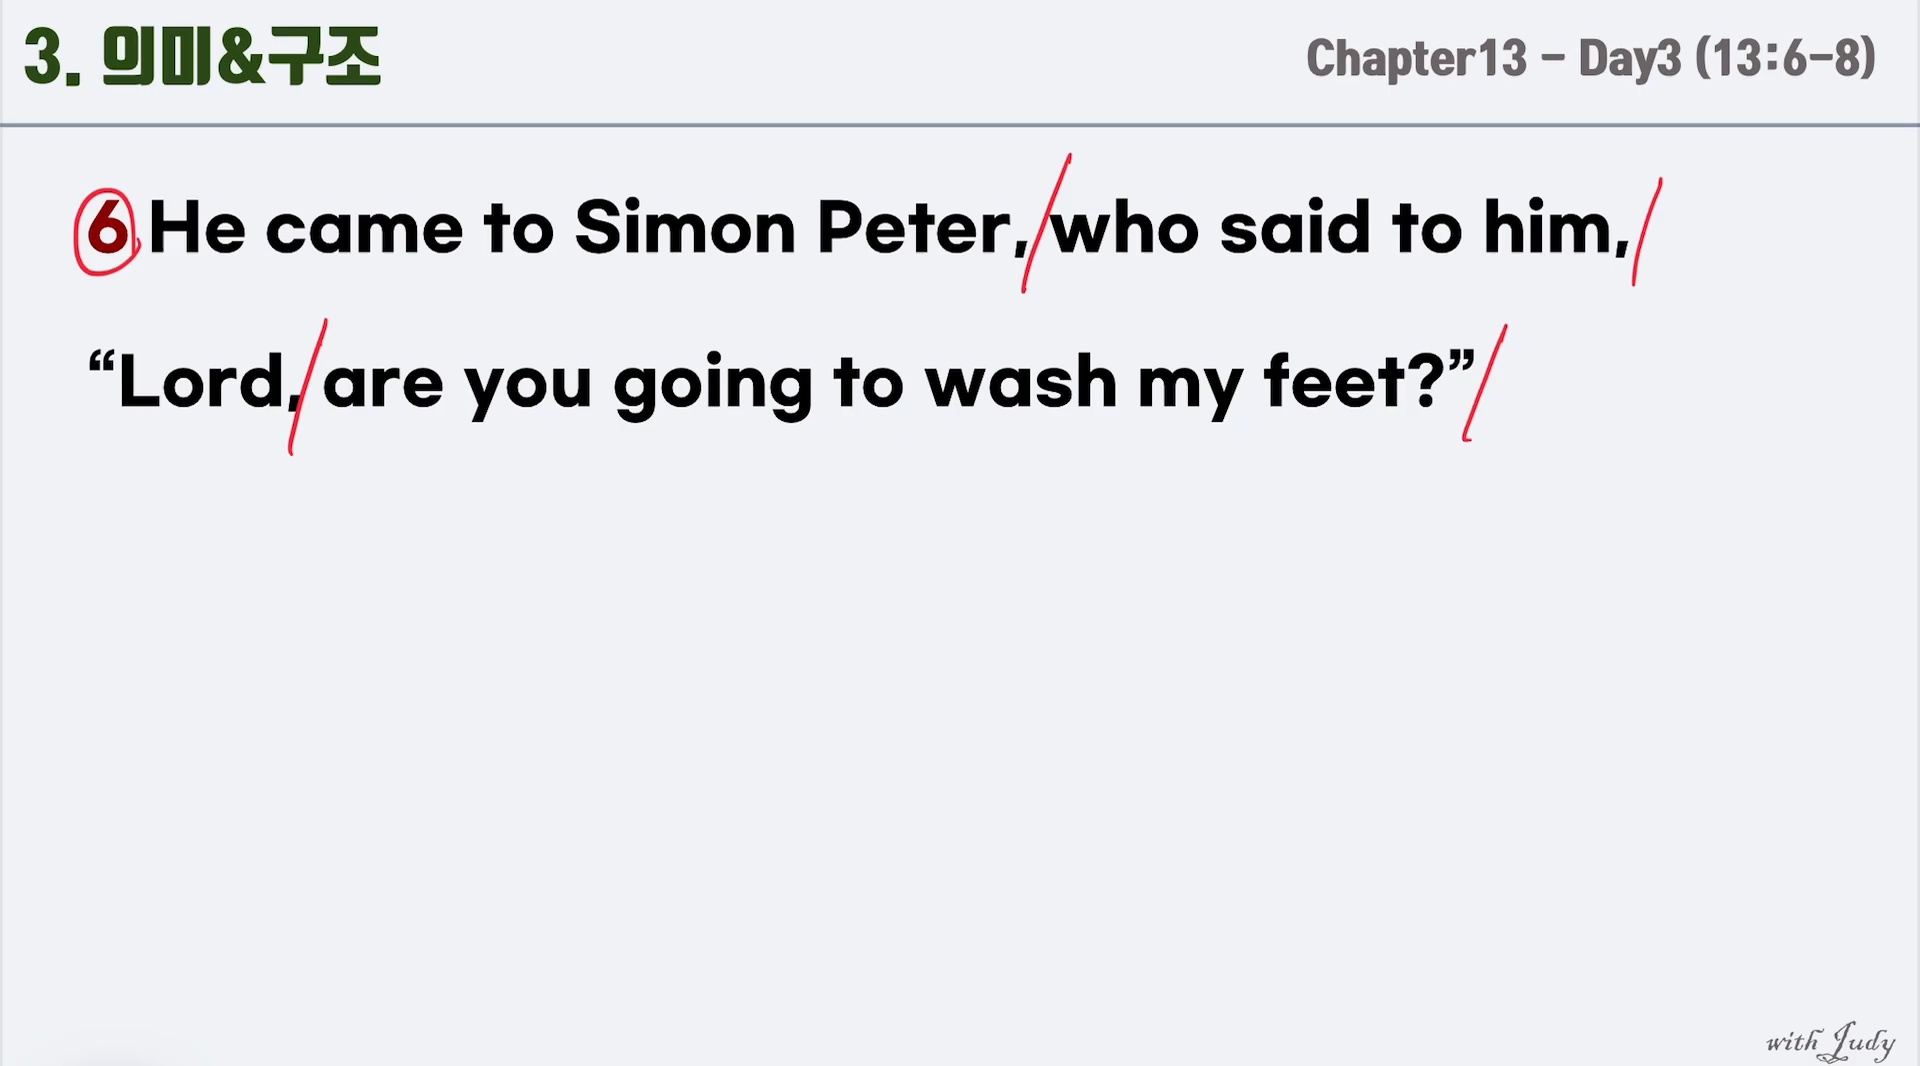 3. 의미&구조
Chapter13 - Day3 (13:6-8)
6 He came to Simon Peter, who said to him,
“Lord, are you going to wash my feet?”
with Judy